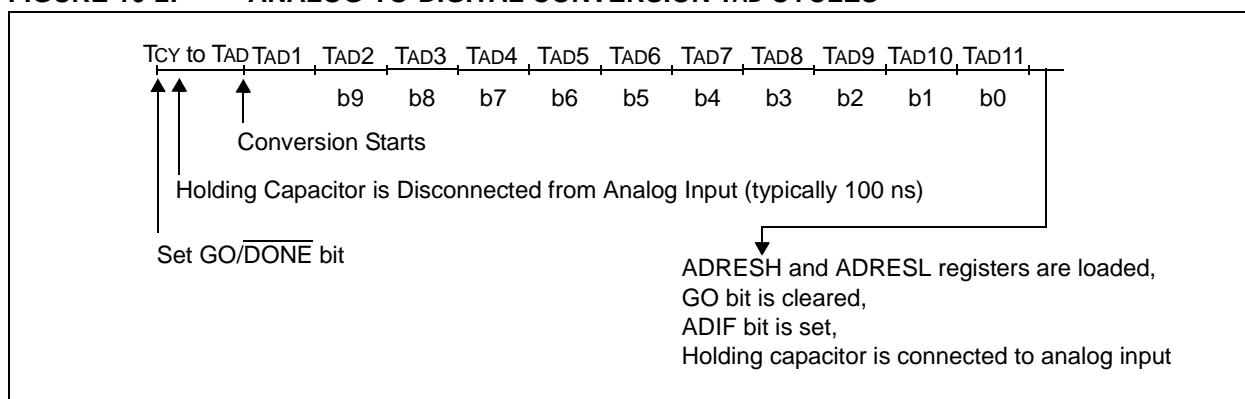 FIGURE ANALOG-TO-DIGITAL CONVERSION TAD CYCLES
TCY to TAD TAD1 TAD2 TAD3 TAD4 TAD5 TAD6 TAD7 TAD8 TAD9 TAD10 TAD11
b9 b8 b7 b6 b5 b4 b3 b2 b1 b0
Conversion Starts
Holding Capacitor is Disconnected from Analog Input (typically 100 ns)
Set GO/DONE bit
ADRESH and ADRESL registers are loaded,
GO bit is cleared,
ADIF bit is set,
Holding capacitor is connected to analog input